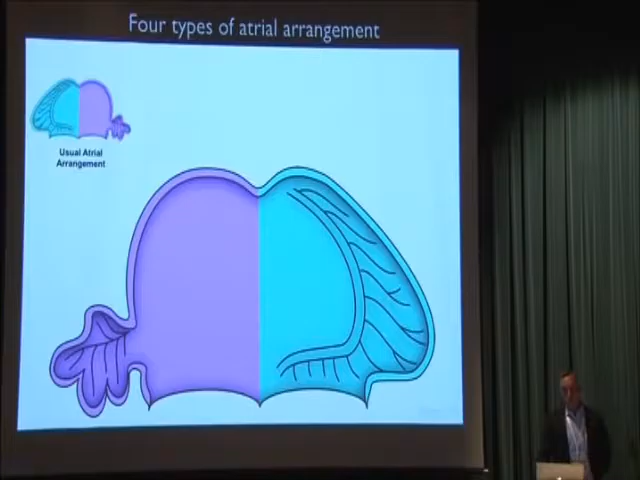 Four types of atrial arrangement
Usual Atrial
Arrangement